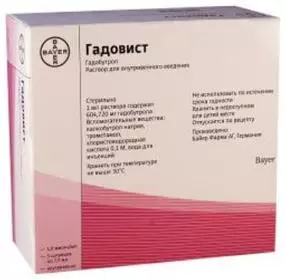 BAYER
Гадовист
Гадобутрол
Раствор для внутривенного введения
Стерильно
1 мл раствора содержит
604,720 мг гадобутрола
Вспомогательные вещества:
калкобутрол натрия,
трометамол,
хлористоводородная
кислота 0,1 М, вода для
инъекций
Хранить при температуре
не выше 30°С
Не использовать по истечении
срока годности
Хранить в недоступном
для детей месте
Отпускается по рецепту
Произведено:
Байер Фарма АГ, Германия
Bayer